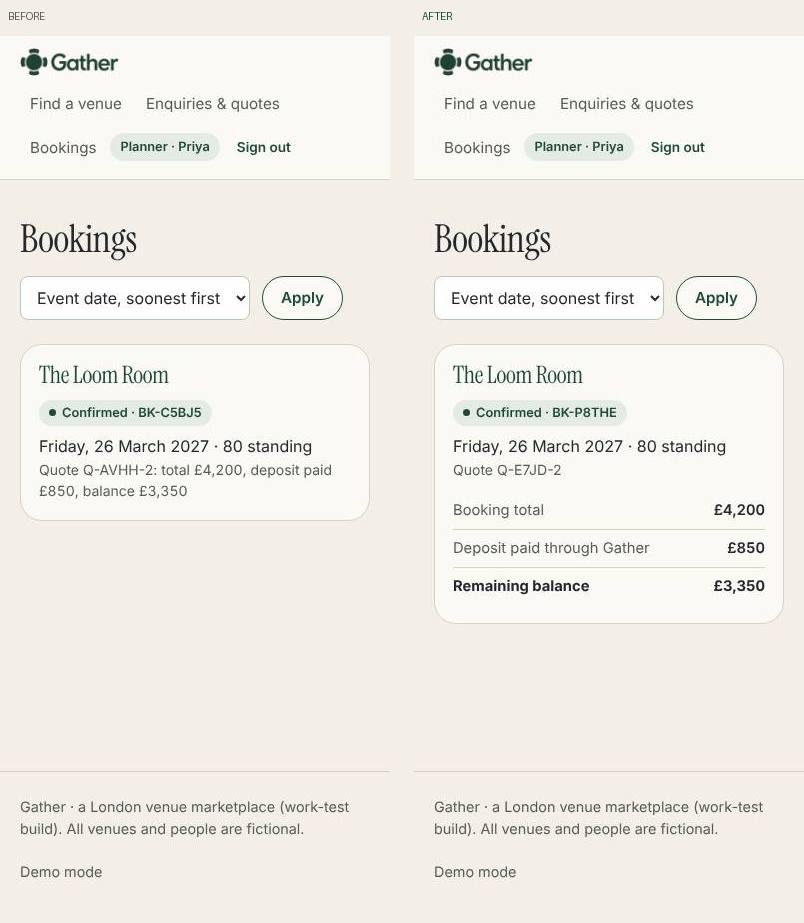 BEFORE
Gather
Find a venue Enquiries & quotes
Bookings Planner · Priya Sign out
Bookings
Event date, soonest first Apply
The Loom Room
Confirmed · BK-C5BJ5
Friday, 26 March 2027 · 80 standing
Quote Q-AVHH-2: total £4,200, deposit paid
£850, balance £3,350
Gather · a London venue marketplace (work-test
build). All venues and people are fictional.
Demo mode
AFTER
Gather
Find a venue Enquiries & quotes
Bookings Planner · Priya Sign out
Bookings
Event date, soonest first Apply
The Loom Room
Confirmed · BK-P8THE
Friday, 26 March 2027 · 80 standing
Quote Q-E7JD-2
Booking total £4,200
Deposit paid through Gather £850
Remaining balance £3,350
Gather · a London venue marketplace (work-test
build). All venues and people are fictional.
Demo mode